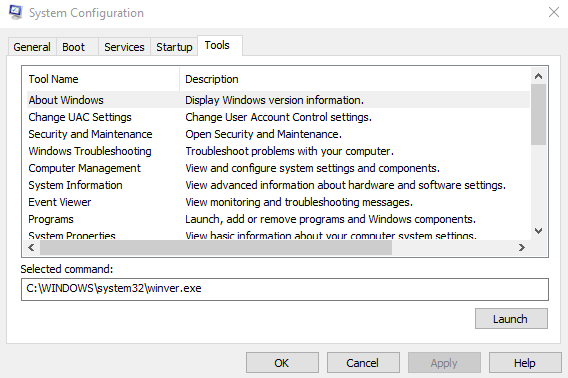 System Configuration
General Boot Services Startup Tools
Tool Name Description
About Windows Display Windows version information.
Change UAC Settings Change User Account Control settings.
Security and Maintenance Open Security and Maintenance.
Windows Troubleshooting Troubleshoot problems with your computer.
Computer Management View and configure system settings and components.
System Information View advanced information about hardware and software settings.
Event Viewer View monitoring and troubleshooting messages.
Programs Launch, add or remove programs and Windows components.
System Properties View basic information about your computer system settings.
Selected command:
C:\WINDOWS\system32\winver.exe
Launch
OK Cancel Apply Help